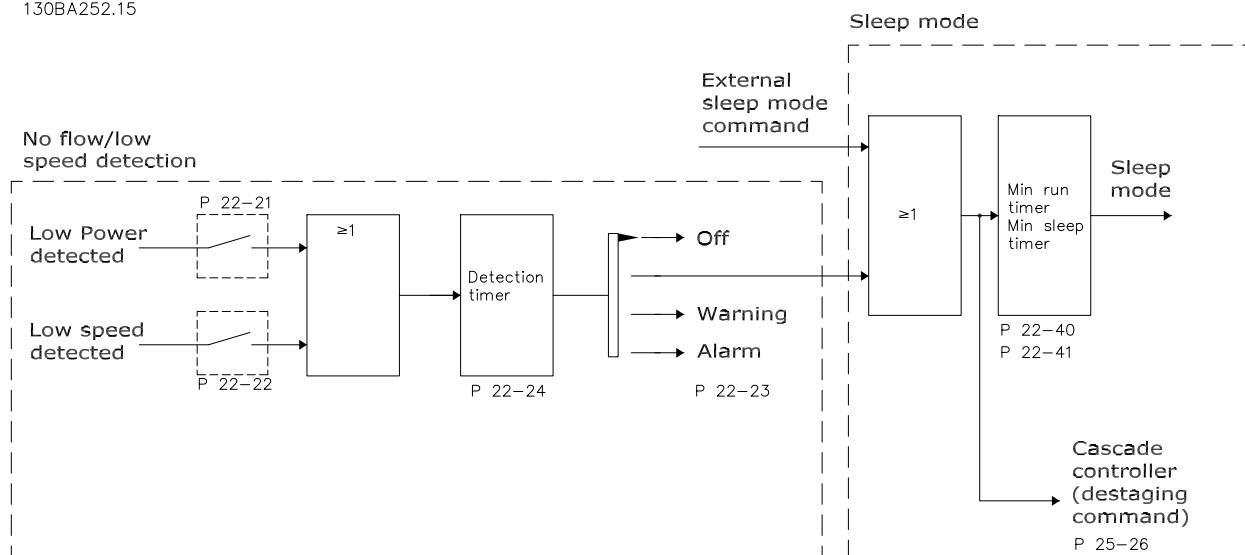 130BA252.15
Sleep mode
External
sleep mode
command
No flow/low
speed detection
P 22-21
Low Power
detected
≥1
Detection
timer
Off
Warning
Alarm
≥1
Min run
timer
Min sleep
timer
Sleep
mode
Low speed
detected
P 22-22
P 22-24
P 22-23
P 22-40
P 22-41
Cascade
controller
(destaging
command)
P 25-26